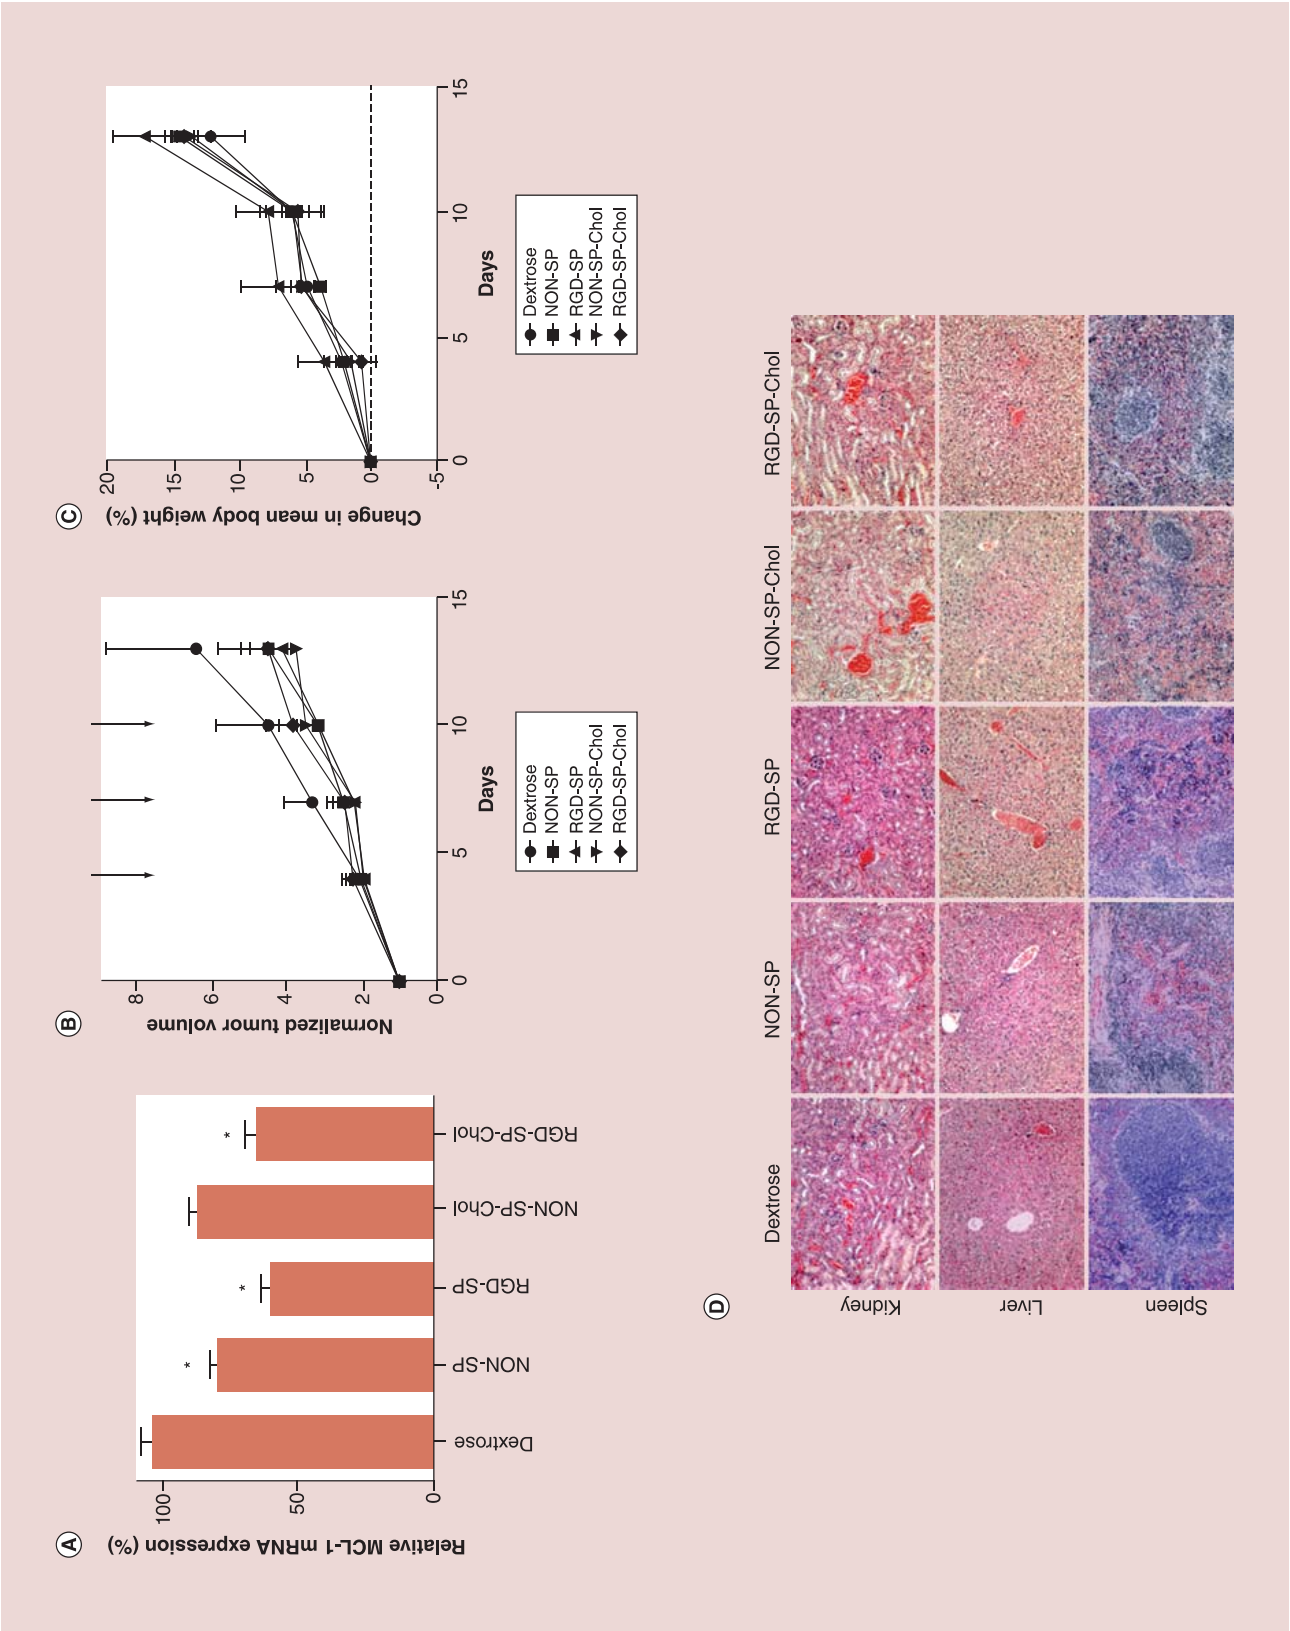 A
Relative MCL-1 mRNA expression (%)
100
50
0
*
*
*
Dextrose
NON-SP
RGD-SP
NON-SP-Chol
RGD-SP-Chol
B
Normalized tumor volume
8
6
4
2
0
0
5
10
15
Days
Dextrose
NON-SP
RGD-SP
NON-SP-Chol
RGD-SP-Chol
C
Change in mean body weight (%)
20
15
10
5
0
-5
0
5
10
15
Days
Dextrose
NON-SP
RGD-SP
NON-SP-Chol
RGD-SP-Chol
D
Dextrose
NON-SP
RGD-SP
NON-SP-Chol
RGD-SP-Chol
Kidney
Liver
Spleen